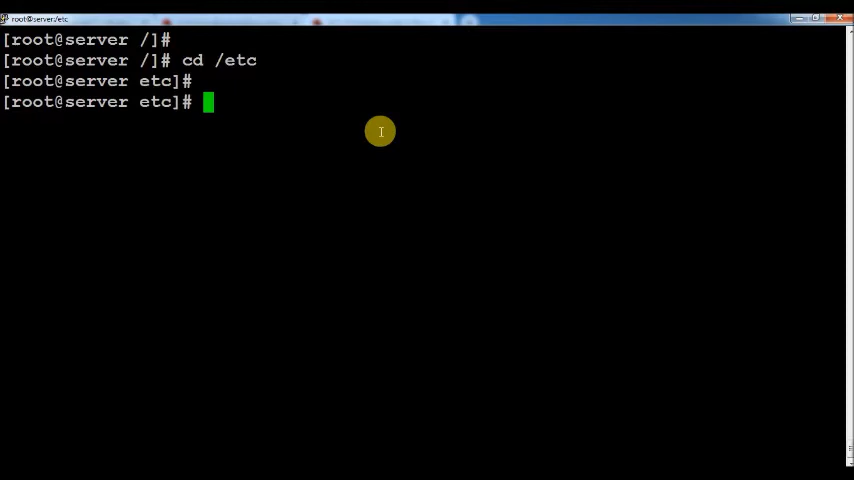 root@server:/etc
[root@server /]#
[root@server /]# cd /etc
[root@server etc]#
[root@server etc]#